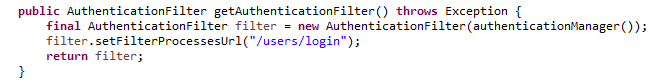 public AuthenticationFilter getAuthenticationFilter() throws Exception {
    final AuthenticationFilter filter = new AuthenticationFilter(authenticationManager());
    filter.setFilterProcessesUrl("/users/login");
    return filter;
}